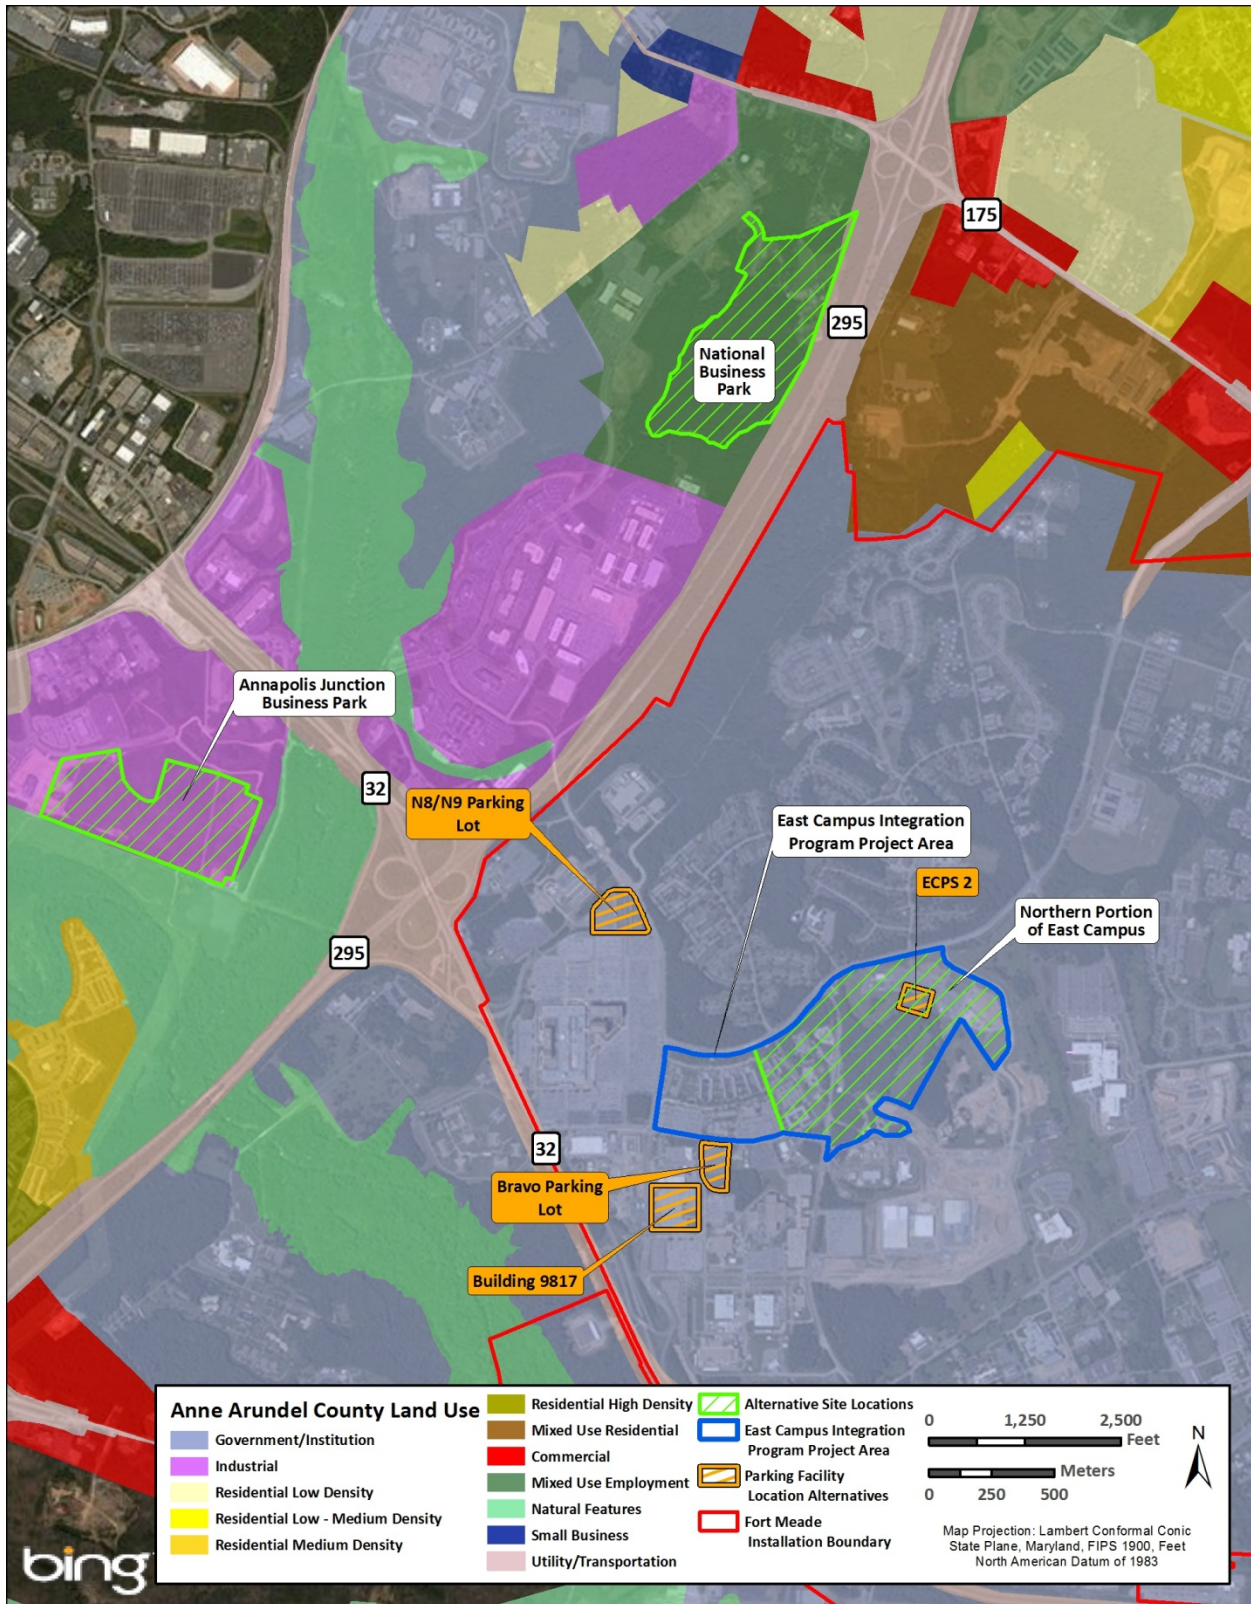 175
295
National
Business
Park
Annapolis Junction
Business Park
32
N8/N9 Parking
Lot
East Campus Integration
Program Project Area
ECPS 2
Northern Portion
of East Campus
295
32
Bravo Parking
Lot
Building 9817
Anne Arundel County Land Use
Government/Institution
Industrial
Residential Low Density
Residential Low - Medium Density
Residential Medium Density
Residential High Density
Mixed Use Residential
Commercial
Mixed Use Employment
Natural Features
Small Business
Utility/Transportation
Alternative Site Locations
East Campus Integration
Program Project Area
Parking Facility
Location Alternatives
Fort Meade
Installation Boundary
0 1,250 2,500
Feet
Meters
0 250 500
N
Map Projection: Lambert Conformal Conic
State Plane, Maryland, FIPS 1900, Feet
North American Datum of 1983
bing